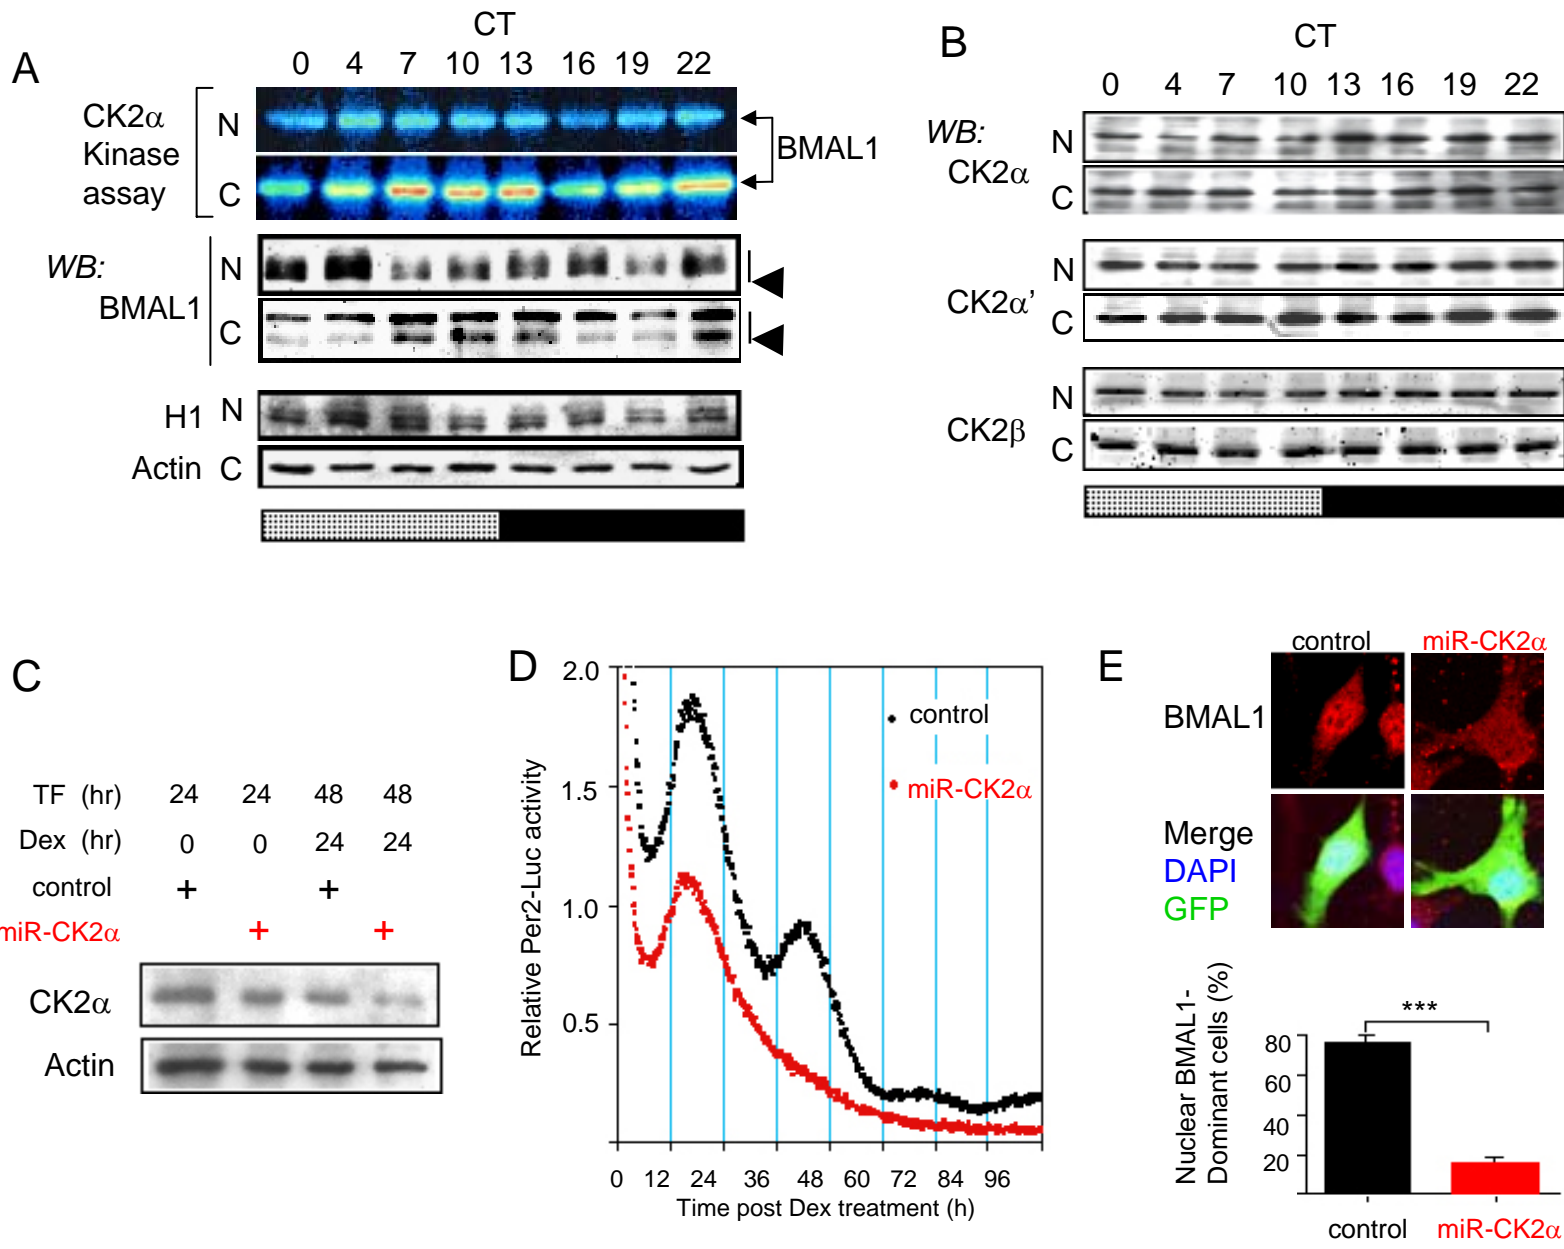 A
CT
0 4 7 10 13 16 19 22
CK2α
Kinase
assay
N
C
BMAL1
WB:
BMAL1
N
C
H1 N
Actin C
B
CT
0 4 7 10 13 16 19 22
WB:
CK2α
N
C
CK2α’
N
C
CK2β
N
C
C
TF (hr) 24 24 48 48
Dex (hr) 0 0 24 24
control + +
miR-CK2α + +
CK2α
Actin
D
Relative Per2-Luc activity
2.0
1.5
1.0
0.5
control
miR-CK2α
0 12 24 36 48 60 72 84 96
Time post Dex treatment (h)
E
control miR-CK2α
BMAL1
Merge
DAPI
GFP
Nuclear BMAL1-
Dominant cells (%)
***
80
60
40
20
control miR-CK2α